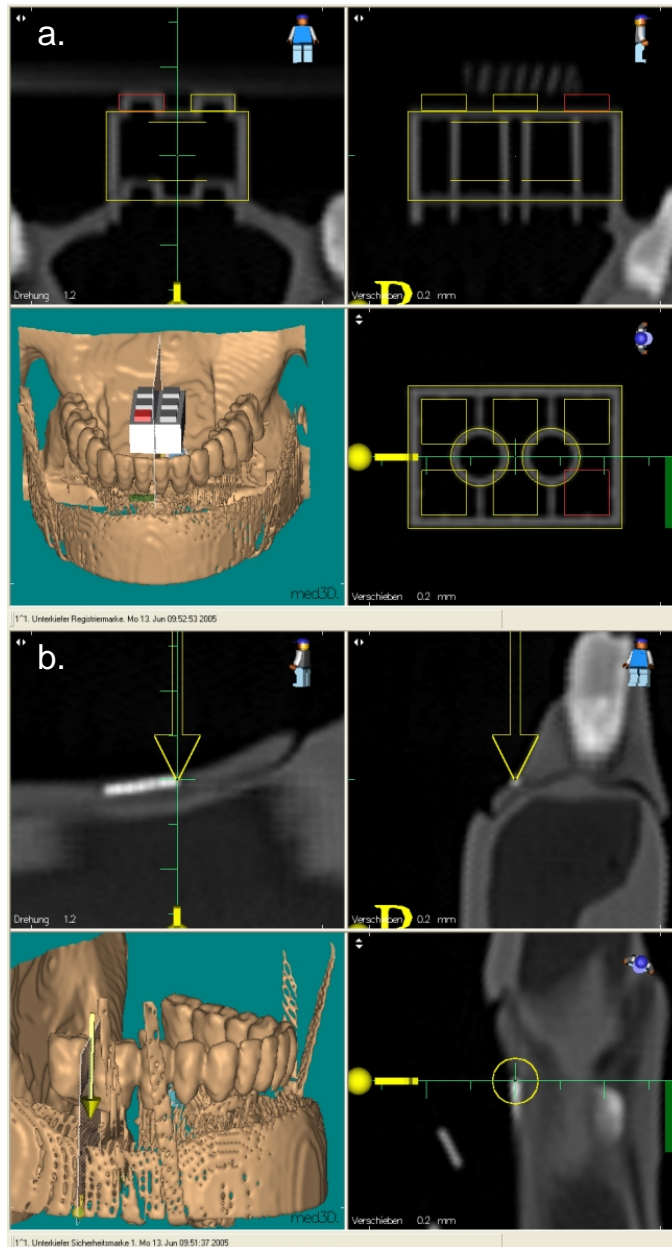 a.
Drehung 1.2
Verschieben 0.2 mm
med3D.
Verschieben 0.2 mm
1^1. Unterkiefer Registriermarke. Mo 13. Jun 09:52:53 2005
b.
Drehung 1.2
Verschieben 0.2 mm
med3D.
Verschieben 0.2 mm
1^1. Unterkiefer Sicherheitsmarke 1. Mo 13. Jun 09:51:37 2005